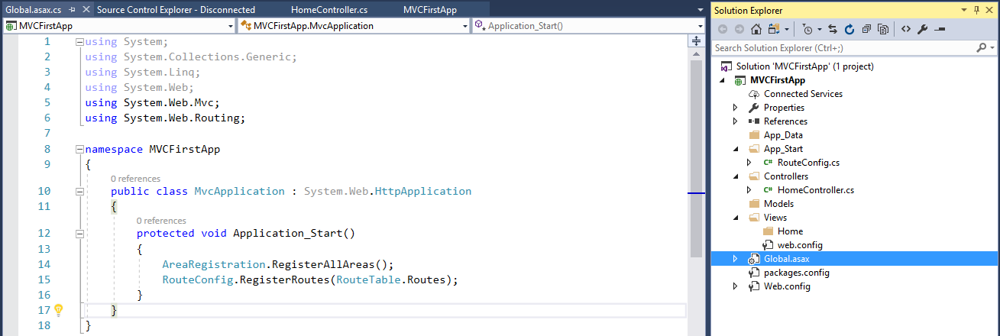 Global.asax.cs Source Control Explorer - Disconnected HomeController.cs MVCFirstApp
MVCFirstApp MVCFirstApp.MvcApplication Application_Start()
1 using System;
2 using System.Collections.Generic;
3 using System.Linq;
4 using System.Web;
5 using System.Web.Mvc;
6 using System.Web.Routing;
7
8 namespace MVCFirstApp
9 {
0 references
10 public class MvcApplication : System.Web.HttpApplication
11 {
0 references
12 protected void Application_Start()
13 {
14 AreaRegistration.RegisterAllAreas();
15 RouteConfig.RegisterRoutes(RouteTable.Routes);
16 }
17 }
18 }
Solution Explorer
Search Solution Explorer (Ctrl+;)
Solution 'MVCFirstApp' (1 project)
MVCFirstApp
Connected Services
Properties
References
App_Data
App_Start
C# RouteConfig.cs
Controllers
C# HomeController.cs
Models
Views
Home
web.config
Global.asax
packages.config
Web.config